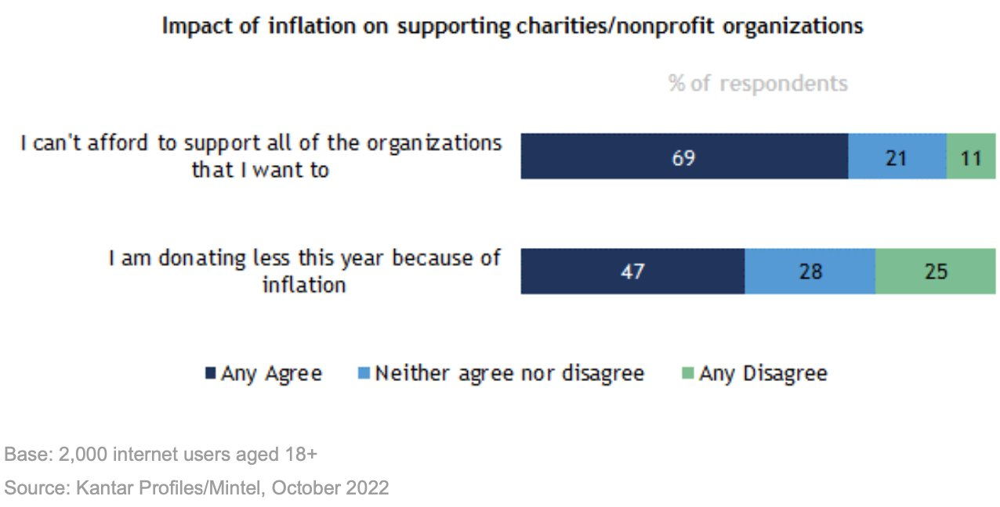 Impact of inflation on supporting charities/nonprofit organizations
% of respondents
I can't afford to support all of the organizations
that I want to
69 21 11
I am donating less this year because of
inflation
47 28 25
Any Agree Neither agree nor disagree Any Disagree
Base: 2,000 internet users aged 18+
Source: Kantar Profiles/Mintel, October 2022